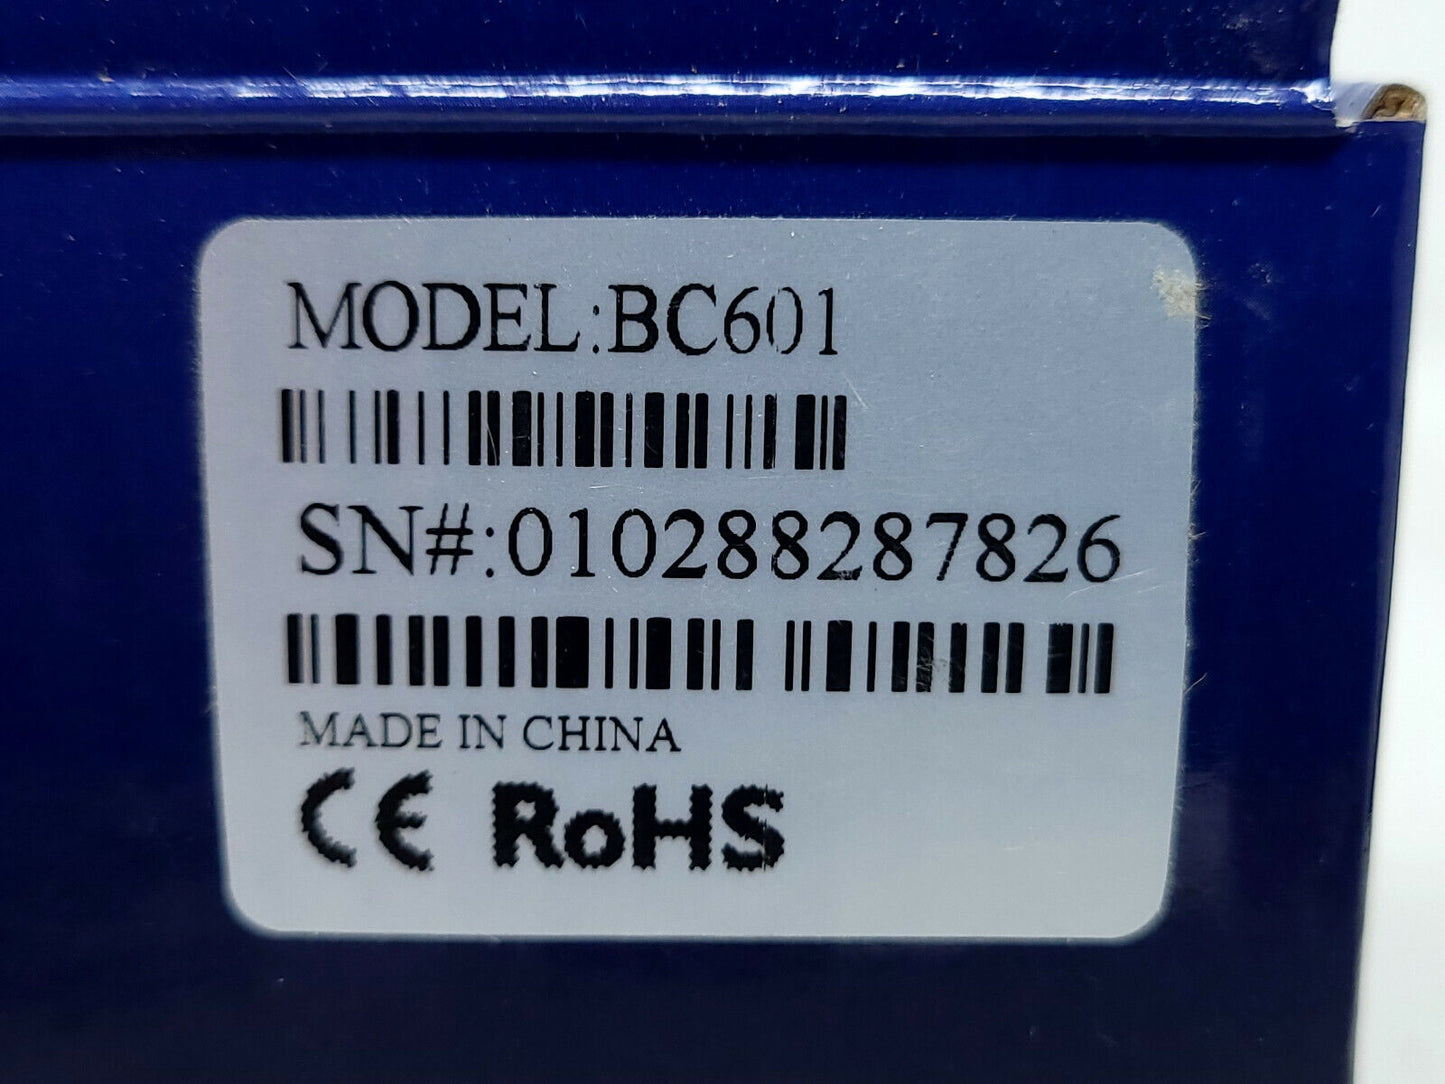 MODEL:BC601
SN#:010288287826
MADE IN CHINA
CE RoHS